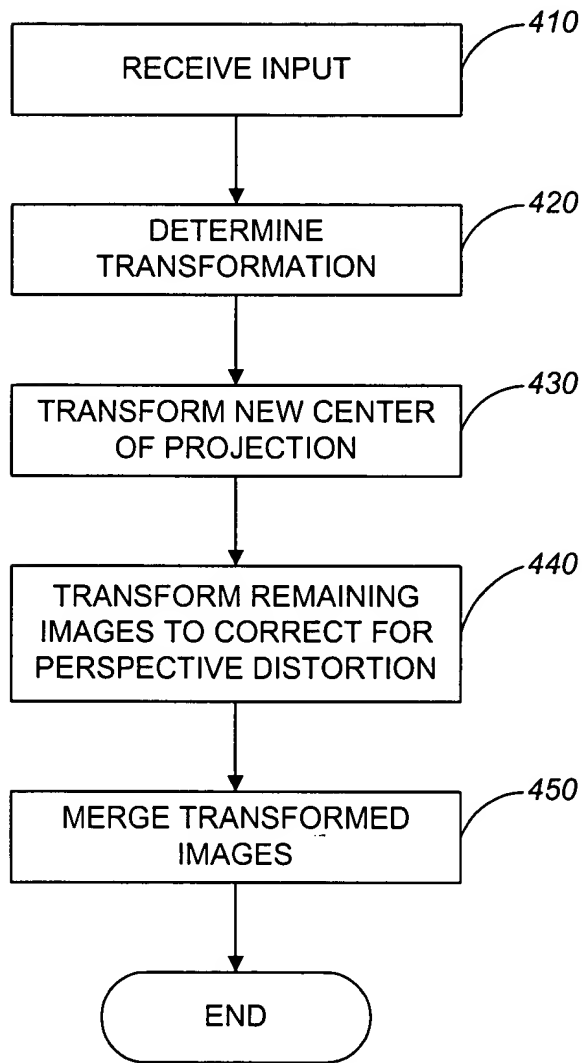 410
RECEIVE INPUT
420
DETERMINE
TRANSFORMATION
430
TRANSFORM NEW CENTER
OF PROJECTION
440
TRANSFORM REMAINING
IMAGES TO CORRECT FOR
PERSPECTIVE DISTORTION
450
MERGE TRANSFORMED
IMAGES
END